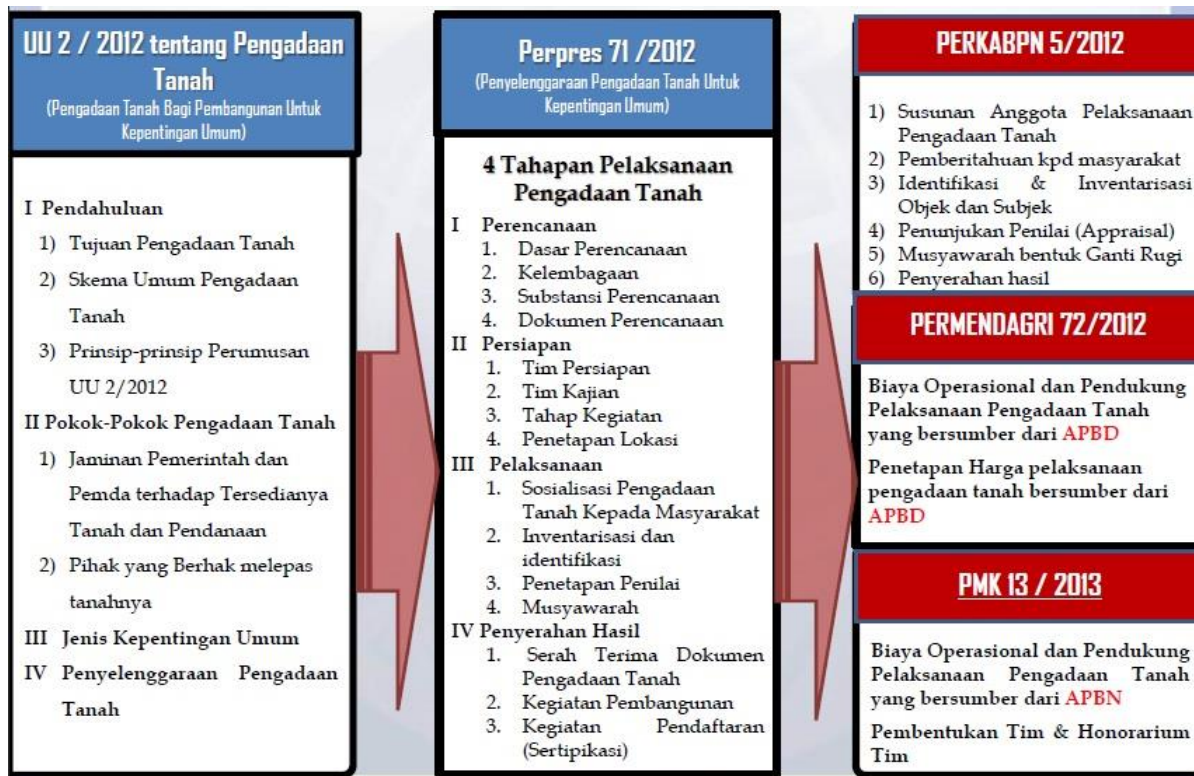 UU 2 / 2012 tentang Pengadaan
Tanah
(Pengadaan Tanah Bagi Pembangunan Untuk
Kepentingan Umum)
I Pendahuluan
1) Tujuan Pengadaan Tanah
2) Skema Umum Pengadaan
Tanah
3) Prinsip-prinsip Perumusan
UU 2/2012
II Pokok-Pokok Pengadaan Tanah
1) Jaminan Pemerintah dan
Pemda terhadap Tersedianya
Tanah dan Pendanaan
2) Pihak yang Berhak melepas
tanahnya
III Jenis Kepentingan Umum
IV Penyelenggaraan Pengadaan
Tanah
Perpres 71 /2012
(Penyelenggaraan Pengadaan Tanah Untuk
Kepentingan Umum)
4 Tahapan Pelaksanaan
Pengadaan Tanah
I Perencanaan
1. Dasar Perencanaan
2. Kelembagaan
3. Substansi Perencanaan
4. Dokumen Perencanaan
II Persiapan
1. Tim Persiapan
2. Tim Kajian
3. Tahap Kegiatan
4. Penetapan Lokasi
III Pelaksanaan
1. Sosialisasi Pengadaan
Tanah Kepada Masyarakat
2. Inventarisasi dan
identifikasi
3. Penetapan Penilai
4. Musyawarah
IV Penyerahan Hasil
1. Serah Terima Dokumen
Pengadaan Tanah
2. Kegiatan Pembangunan
3. Kegiatan Pendaftaran
(Sertipikasi)
PERKABPN 5/2012
1) Susunan Anggota Pelaksanaan
Pengadaan Tanah
2) Pemberitahuan kpd masyarakat
3) Identifikasi & Inventarisasi
Objek dan Subjek
4) Penunjukan Penilai (Appraisal)
5) Musyawarah bentuk Ganti Rugi
6) Penyerahan hasil
PERMENDAGRI 72/2012
Biaya Operasional dan Pendukung
Pelaksanaan Pengadaan Tanah
yang bersumber dari APBD
Penetapan Harga pelaksanaan
pengadaan tanah bersumber dari
APBD
PMK 13 / 2013
Biaya Operasional dan Pendukung
Pelaksanaan Pengadaan Tanah
yang bersumber dari APBN
Pembentukan Tim & Honorarium
Tim